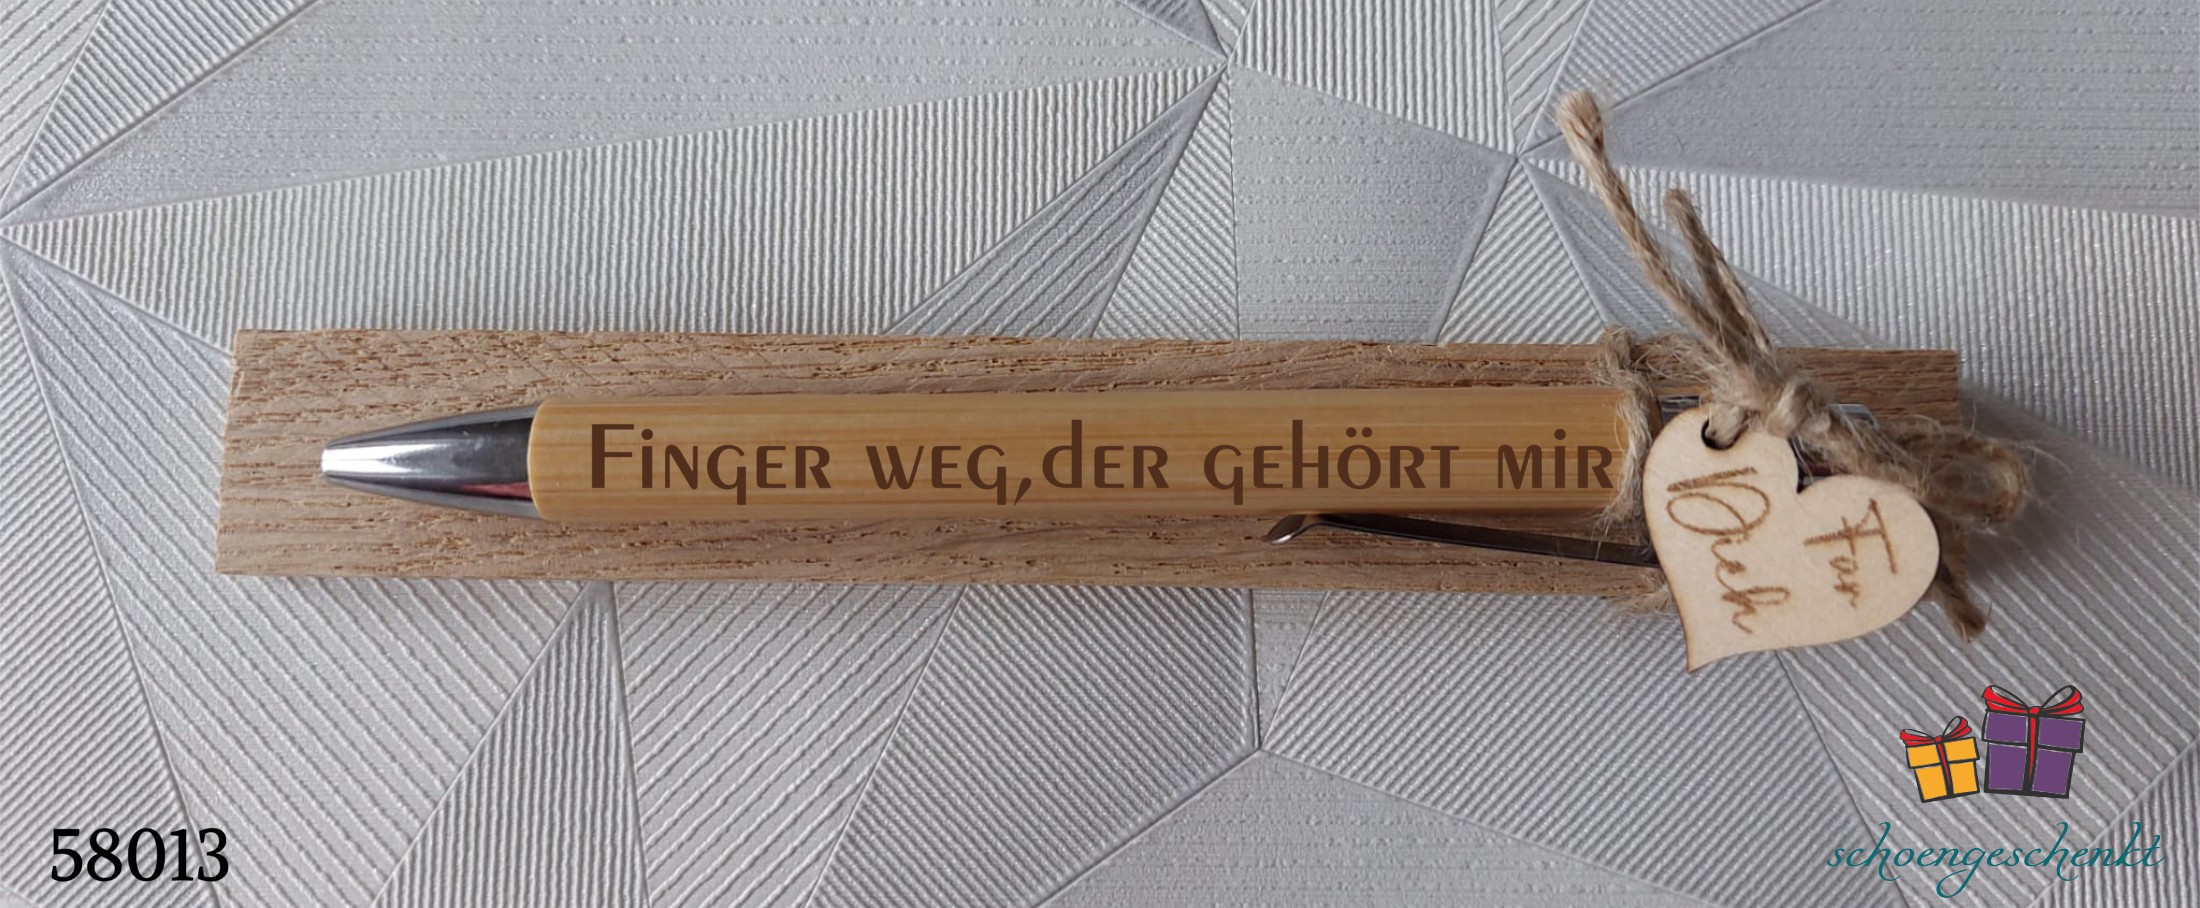 Finger weg,der gehört mir
Für
Dich
58013
schoengeschenkt